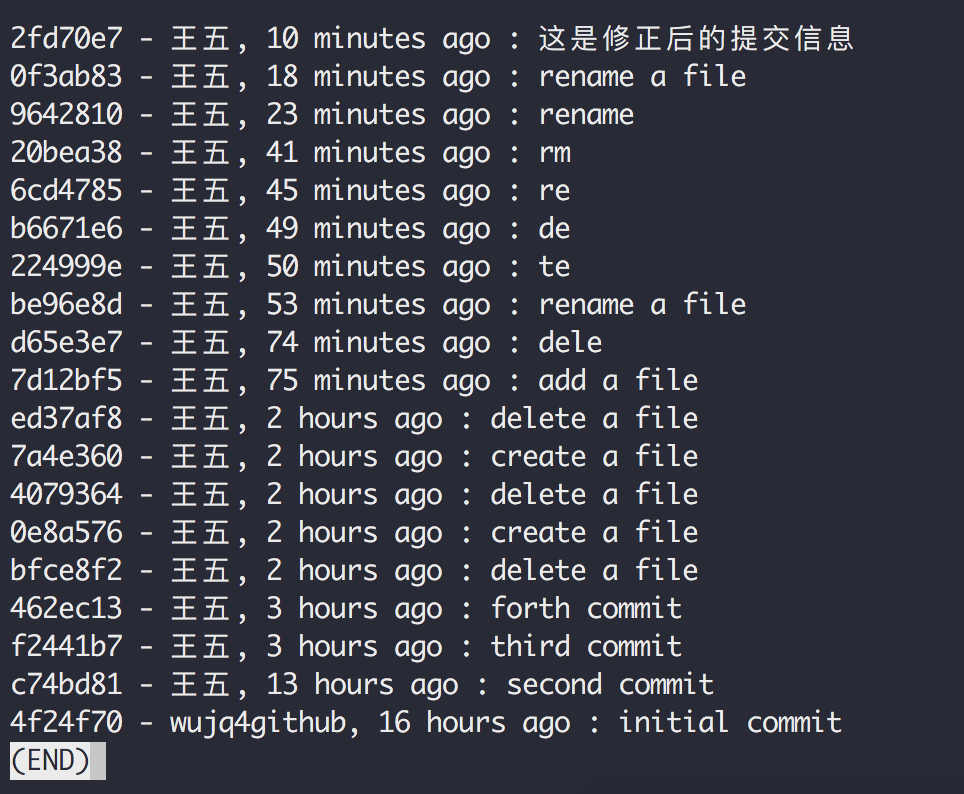 2fd70e7 - 王五, 10 minutes ago : 这是修正后的提交信息
0f3ab83 - 王五, 18 minutes ago : rename a file
9642810 - 王五, 23 minutes ago : rename
20bea38 - 王五, 41 minutes ago : rm
6cd4785 - 王五, 45 minutes ago : re
b6671e6 - 王五, 49 minutes ago : de
224999e - 王五, 50 minutes ago : te
be96e8d - 王五, 53 minutes ago : rename a file
d65e3e7 - 王五, 74 minutes ago : dele
7d12bf5 - 王五, 75 minutes ago : add a file
ed37af8 - 王五, 2 hours ago : delete a file
7a4e360 - 王五, 2 hours ago : create a file
4079364 - 王五, 2 hours ago : delete a file
0e8a576 - 王五, 2 hours ago : create a file
bfce8f2 - 王五, 2 hours ago : delete a file
462ec13 - 王五, 3 hours ago : forth commit
f2441b7 - 王五, 3 hours ago : third commit
c74bd81 - 王五, 13 hours ago : second commit
4f24f70 - wujq4github, 16 hours ago : initial commit
(END)